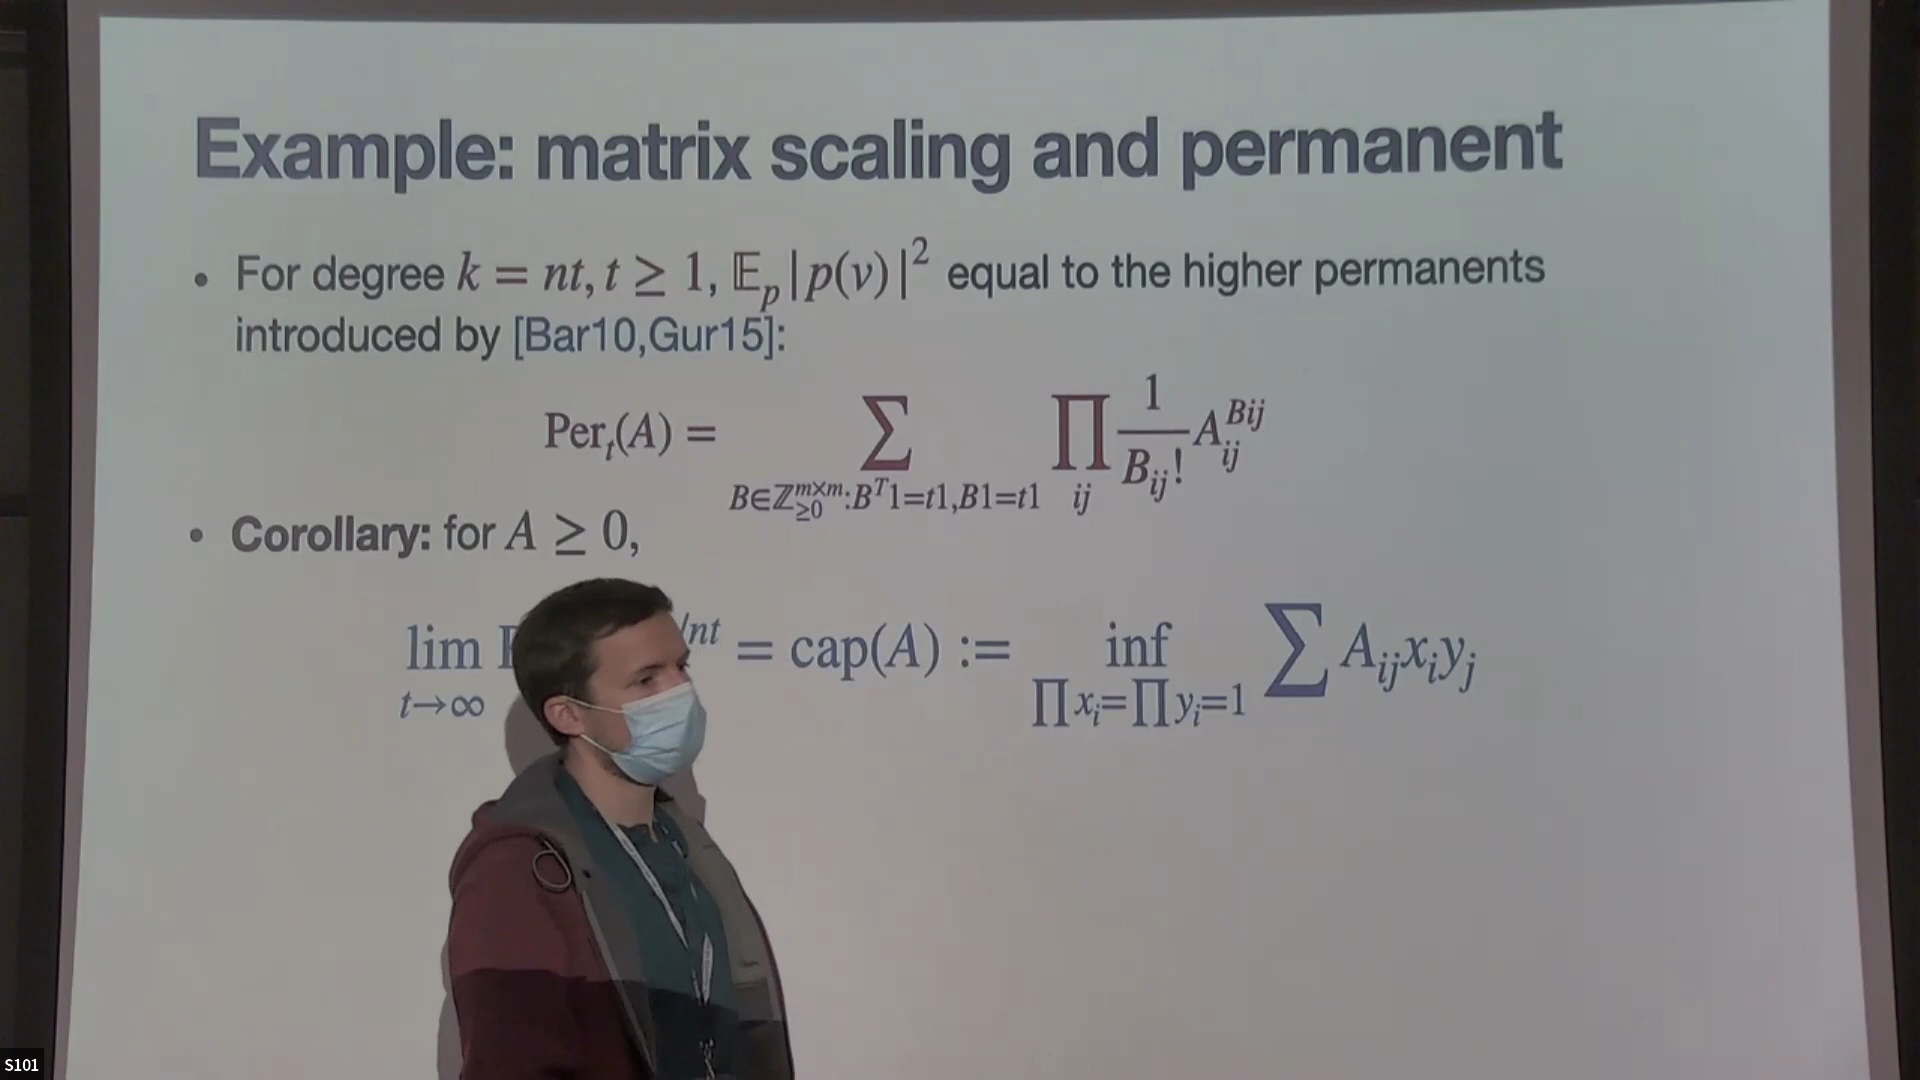 Example: matrix scaling and permanent
• For degree k = nt, t ≥ 1, 𝔼ₚ|p(v)|² equal to the higher permanents
introduced by [Bar10,Gur15]:
Perₜ(A) = ∑_{B∈ℤ_{≥0}^{m×m}:B^T1=t1,B1=t1} ∏_{ij} 1/B_{ij}! A_{ij}^{Bij}
• Corollary: for A ≥ 0,
lim_{t→∞} /nt = cap(A) := inf_{∏x_i=∏y_i=1} ∑ A_{ij}x_iy_j
S101